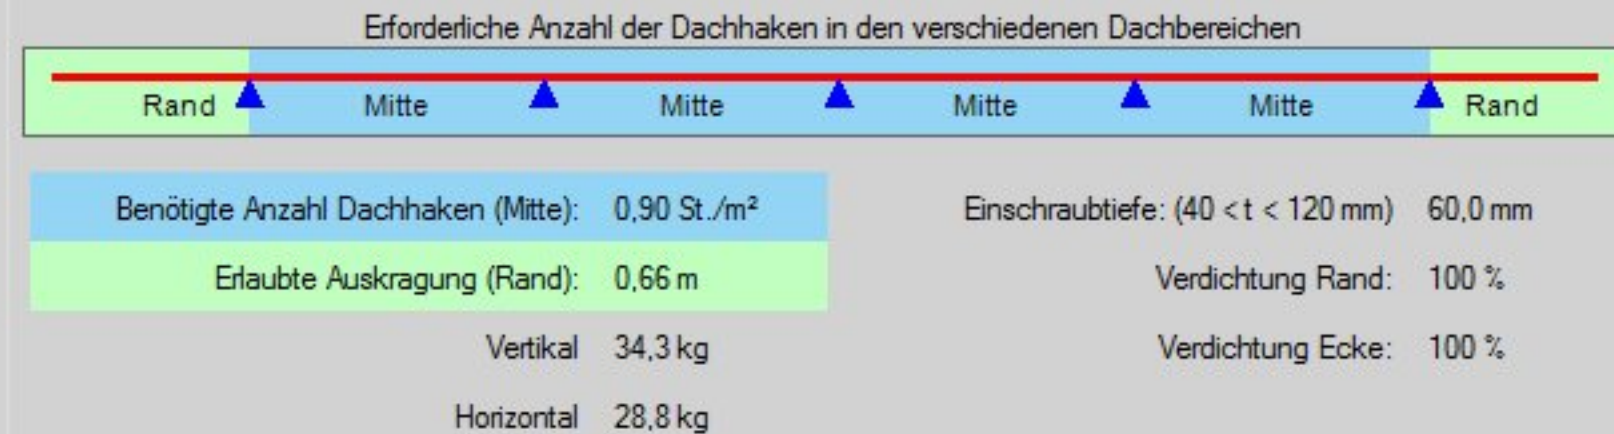 Erforderliche Anzahl der Dachhaken in den verschiedenen Dachbereichen
Rand Mitte Mitte Mitte Mitte Rand
Benötigte Anzahl Dachhaken (Mitte): 0,90 St./m² Einschraubtiefe: (40 < t < 120 mm) 60,0 mm
Erlaubte Auskragung (Rand): 0,66 m Verdichtung Rand: 100 %
Vertikal 34,3 kg Verdichtung Ecke: 100 %
Horizontal 28,8 kg